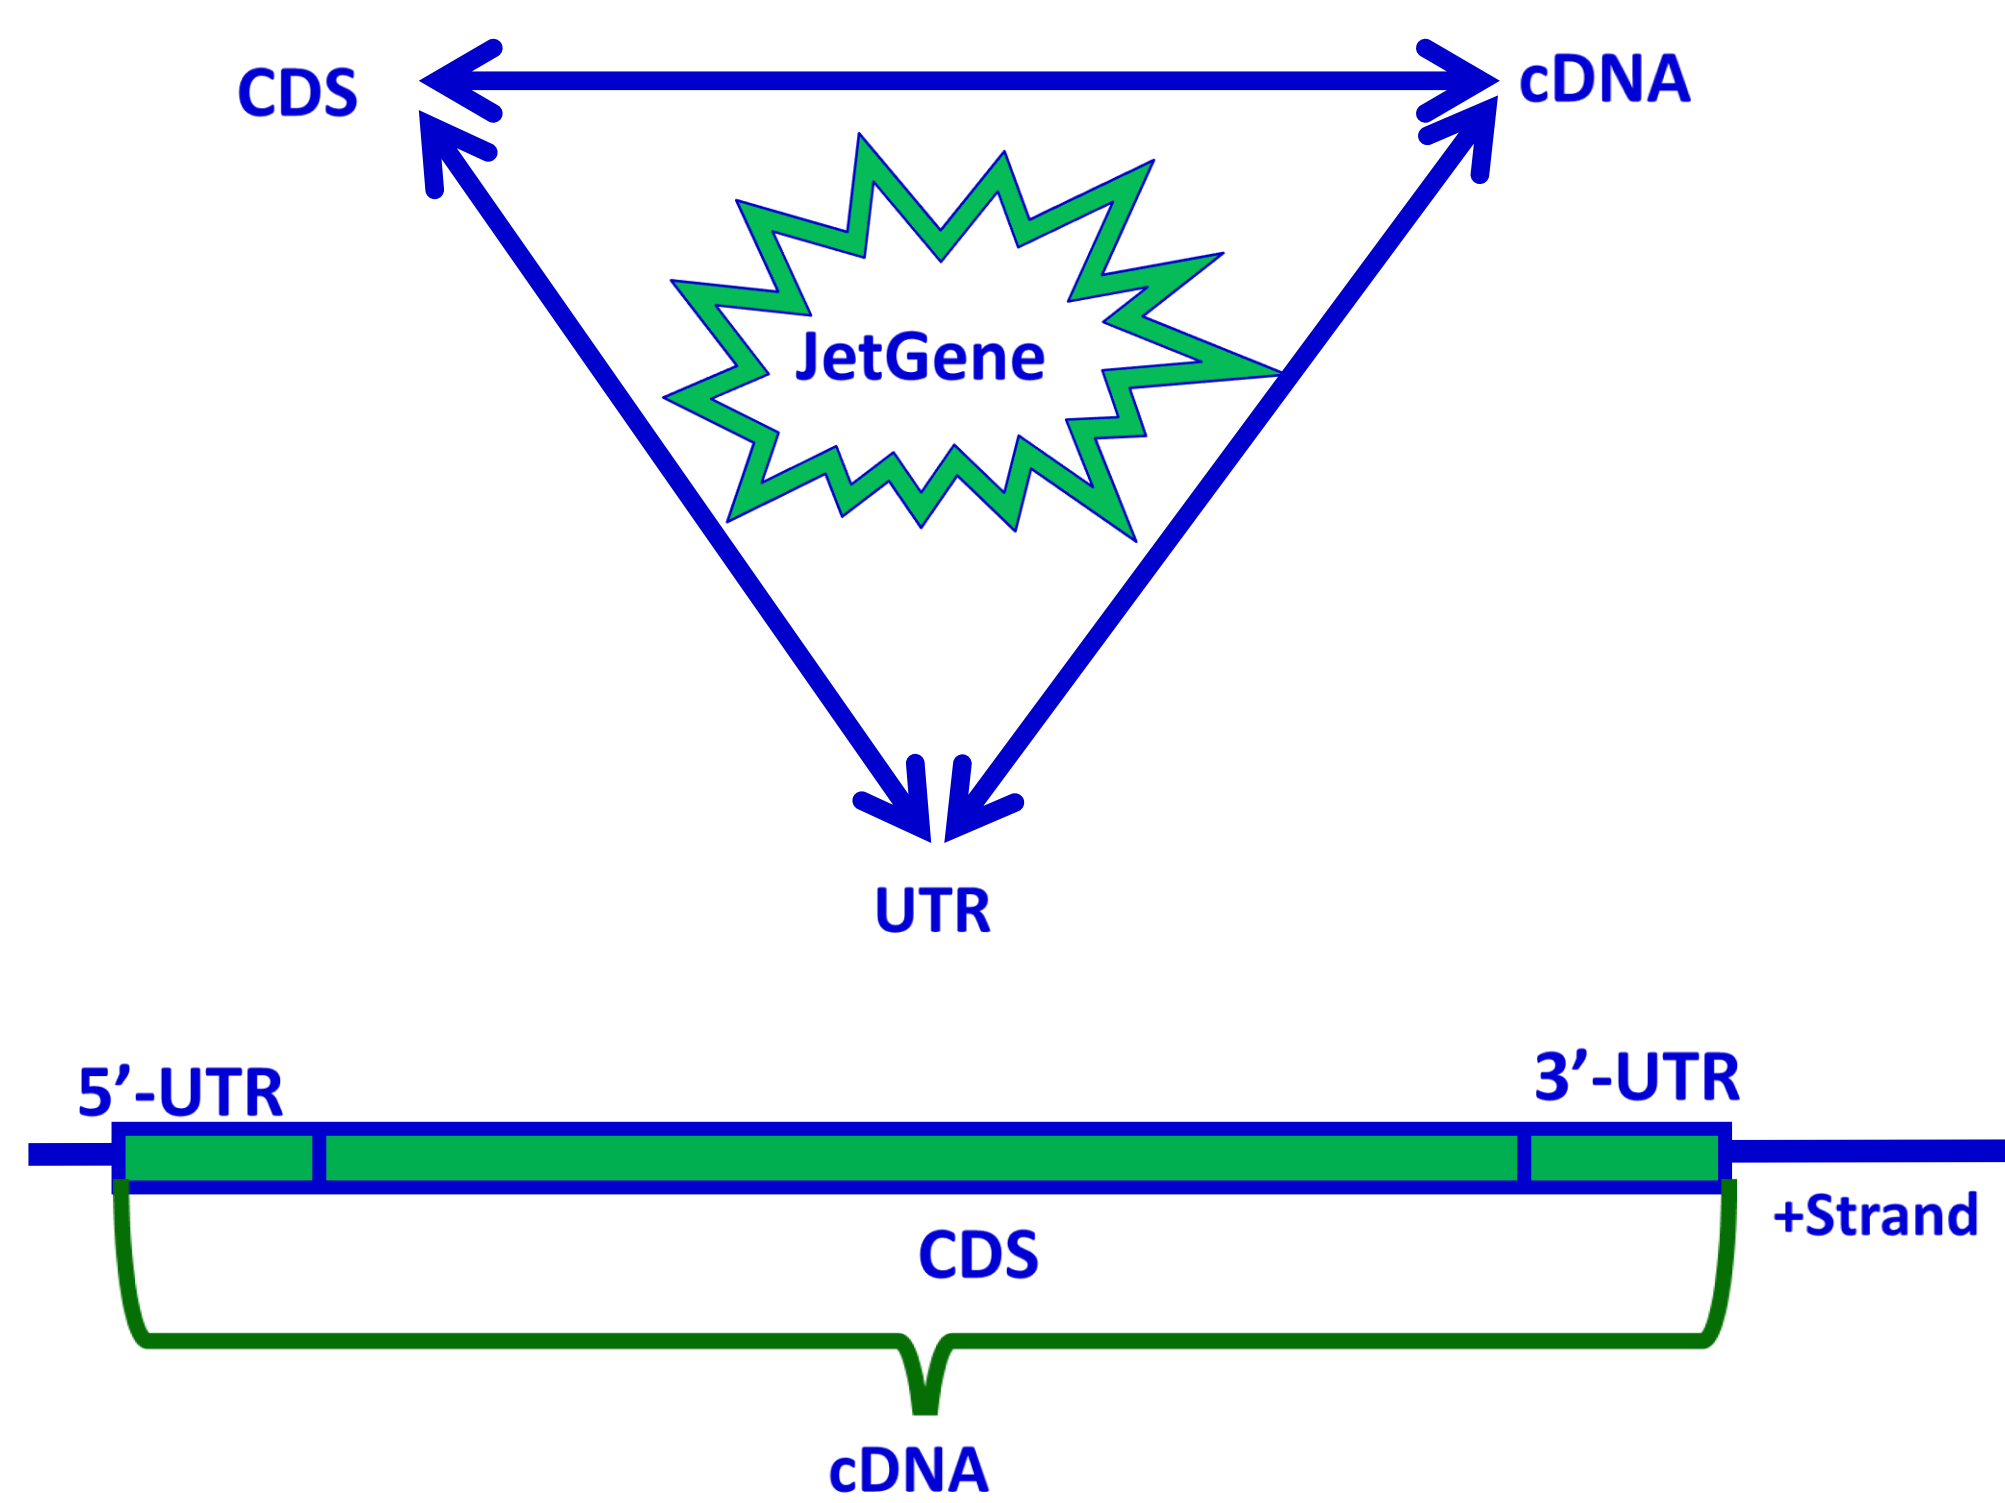 CDS
cDNA
JetGene
UTR
5’-UTR
3’-UTR
+Strand
CDS
cDNA